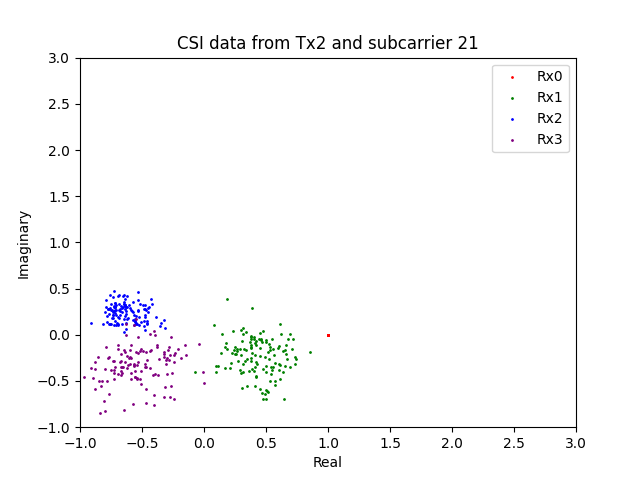 CSI data from Tx2 and subcarrier 21
3.0
2.5
2.0
1.5
1.0
0.5
0.0
−0.5
−1.0
Imaginary
Rx0
Rx1
Rx2
Rx3
−1.0 −0.5 0.0 0.5 1.0 1.5 2.0 2.5 3.0
Real